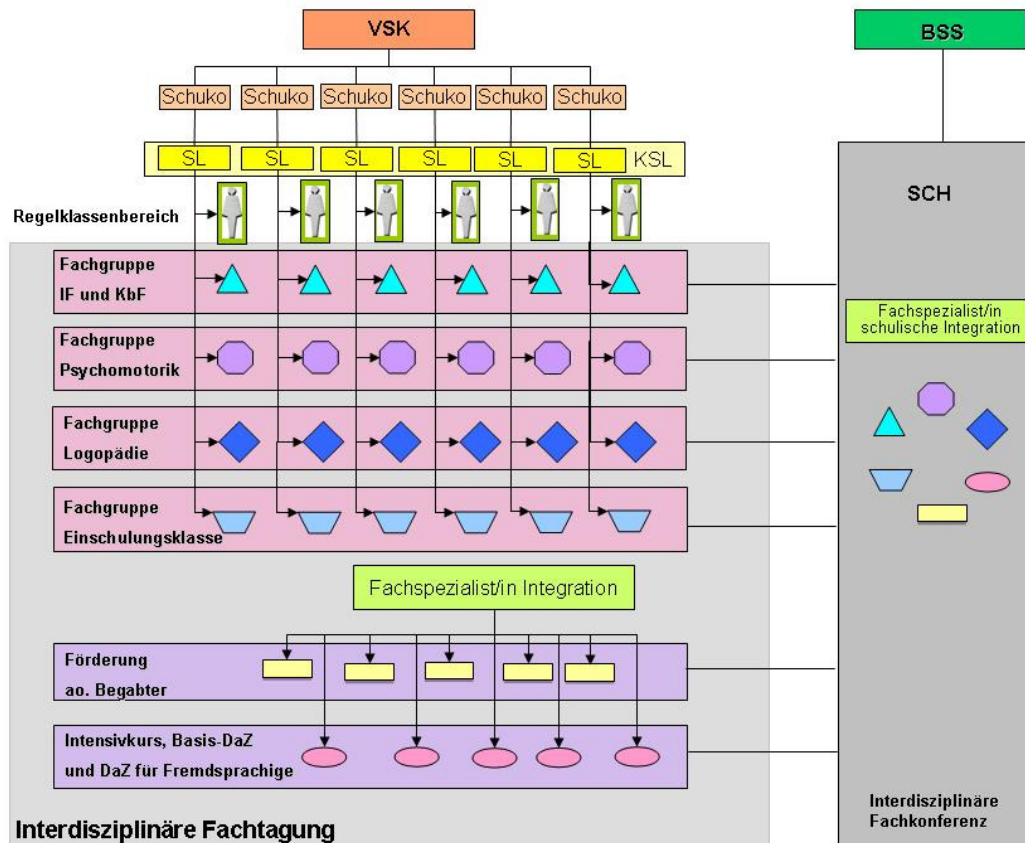 VSK
BSS
Schuko Schuko Schuko Schuko Schuko Schuko
SL SL SL SL SL SL KSL
SCH
Regelklassenbereich
Fachgruppe
IF und KbF
Fachspezialist/in
schulische Integration
Fachgruppe
Psychomotorik
Fachgruppe
Logopädie
Fachgruppe
Einschulungsklasse
Fachspezialist/in Integration
Förderung
ao. Begabter
Intensivkurs, Basis-DaZ
und DaZ für Fremdsprachige
Interdisziplinäre
Fachkonferenz
Interdisziplinäre Fachtagung